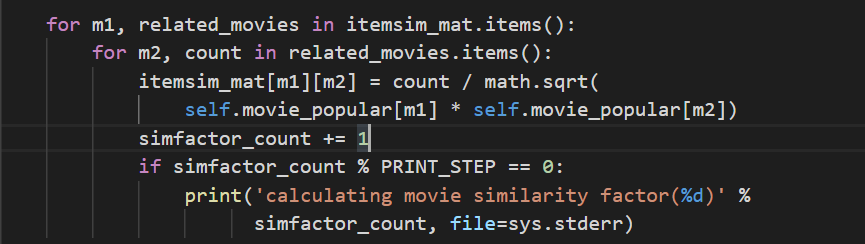 for m1, related_movies in itemsim_mat.items():
    for m2, count in related_movies.items():
        itemsim_mat[m1][m2] = count / math.sqrt(
            self.movie_popular[m1] * self.movie_popular[m2])
        simfactor_count += 1
        if simfactor_count % PRINT_STEP == 0:
            print('calculating movie similarity factor(%d)' %
                  simfactor_count, file=sys.stderr)